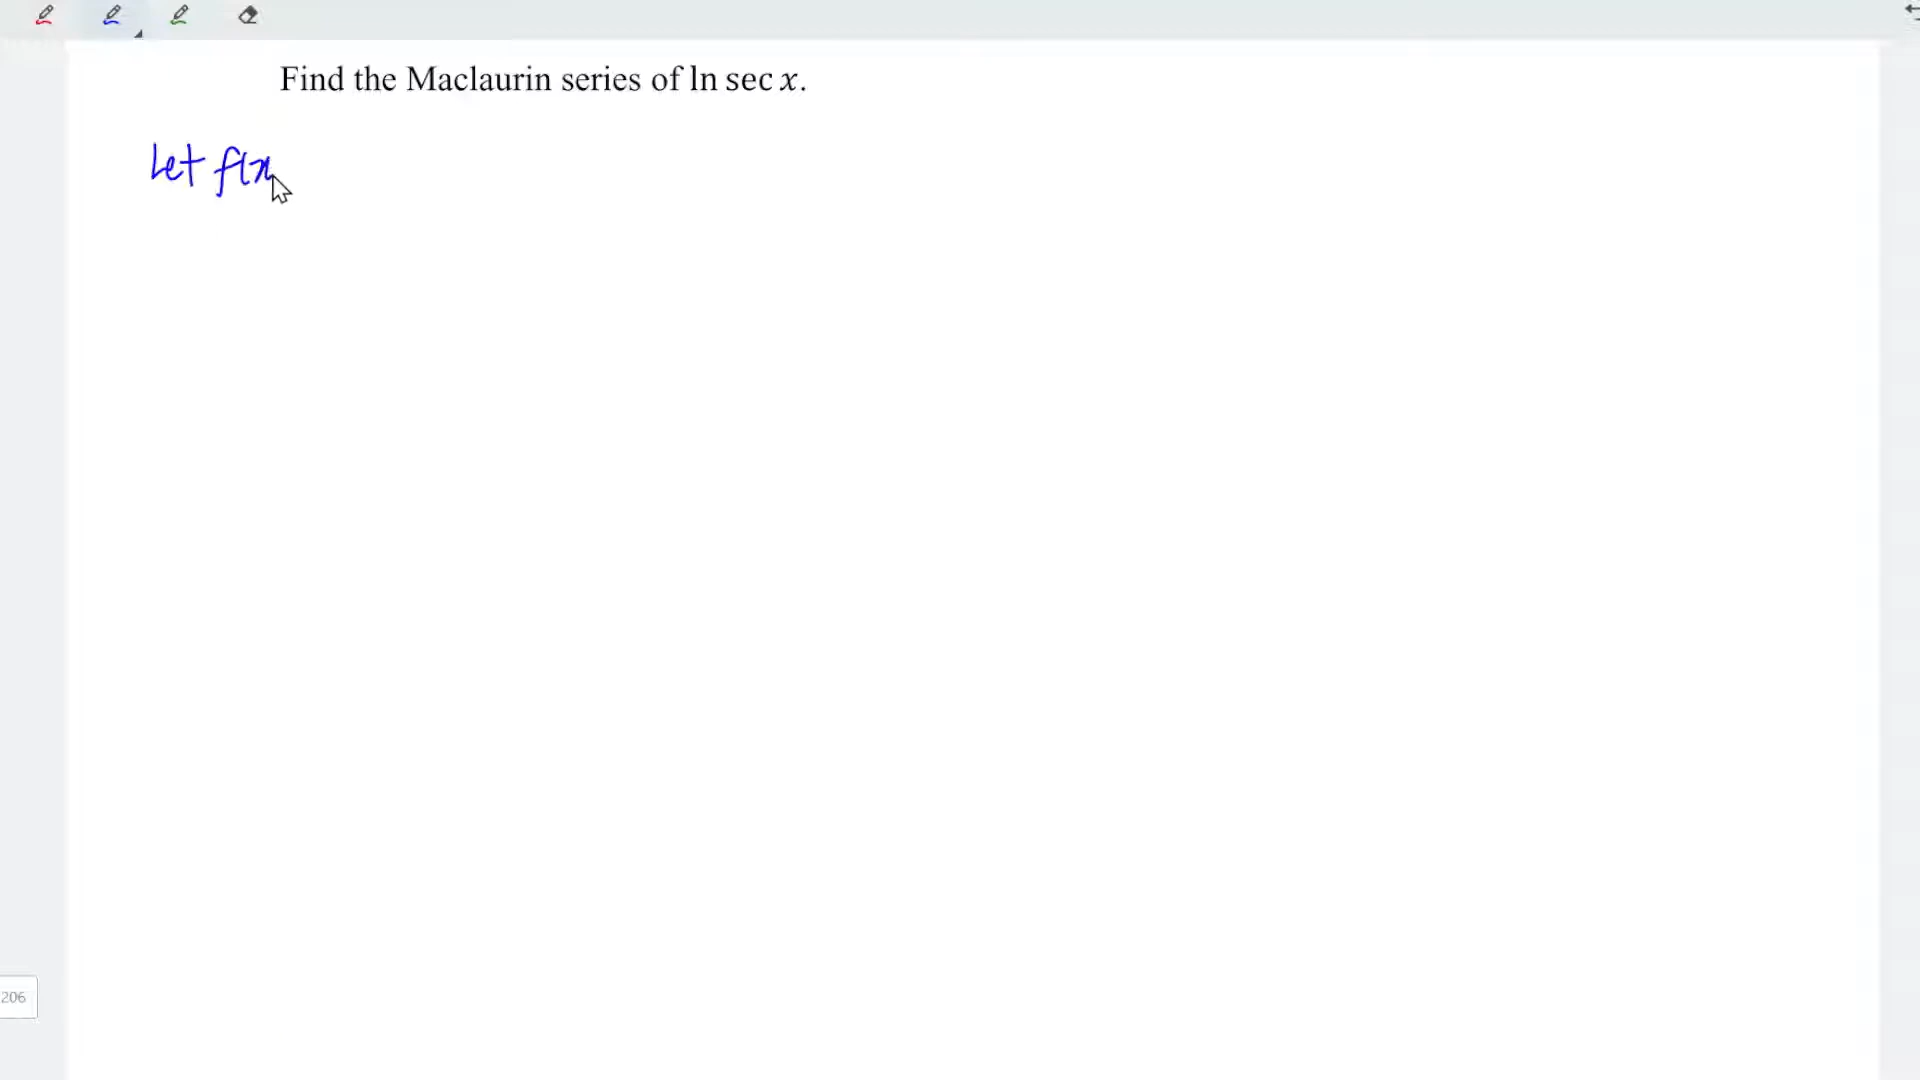 Find the Maclaurin series of ln sec x.
Let f(x
206